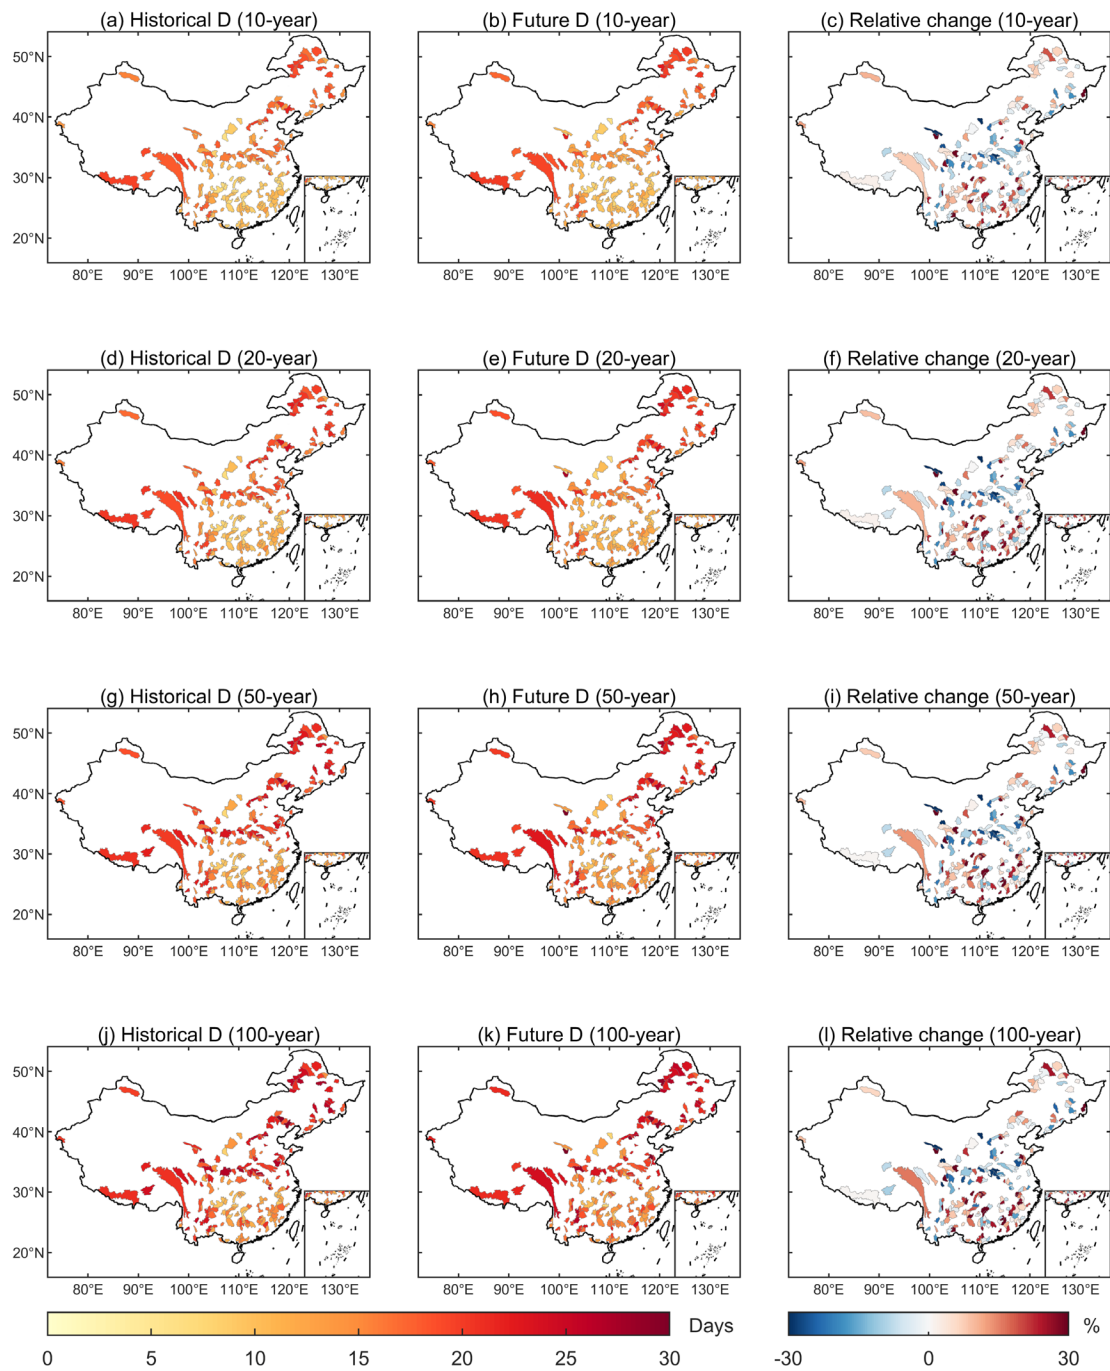 (a) Historical D (10-year) (b) Future D (10-year) (c) Relative change (10-year)
50°N
40°N
30°N
20°N
80°E 90°E 100°E 110°E 120°E 130°E 80°E 90°E 100°E 110°E 120°E 130°E 80°E 90°E 100°E 110°E 120°E 130°E
(d) Historical D (20-year) (e) Future D (20-year) (f) Relative change (20-year)
50°N
40°N
30°N
20°N
80°E 90°E 100°E 110°E 120°E 130°E 80°E 90°E 100°E 110°E 120°E 130°E 80°E 90°E 100°E 110°E 120°E 130°E
(g) Historical D (50-year) (h) Future D (50-year) (i) Relative change (50-year)
50°N
40°N
30°N
20°N
80°E 90°E 100°E 110°E 120°E 130°E 80°E 90°E 100°E 110°E 120°E 130°E 80°E 90°E 100°E 110°E 120°E 130°E
(j) Historical D (100-year) (k) Future D (100-year) (l) Relative change (100-year)
50°N
40°N
30°N
20°N
80°E 90°E 100°E 110°E 120°E 130°E 80°E 90°E 100°E 110°E 120°E 130°E 80°E 90°E 100°E 110°E 120°E 130°E
Days %
0 5 10 15 20 25 30 -30 0 30